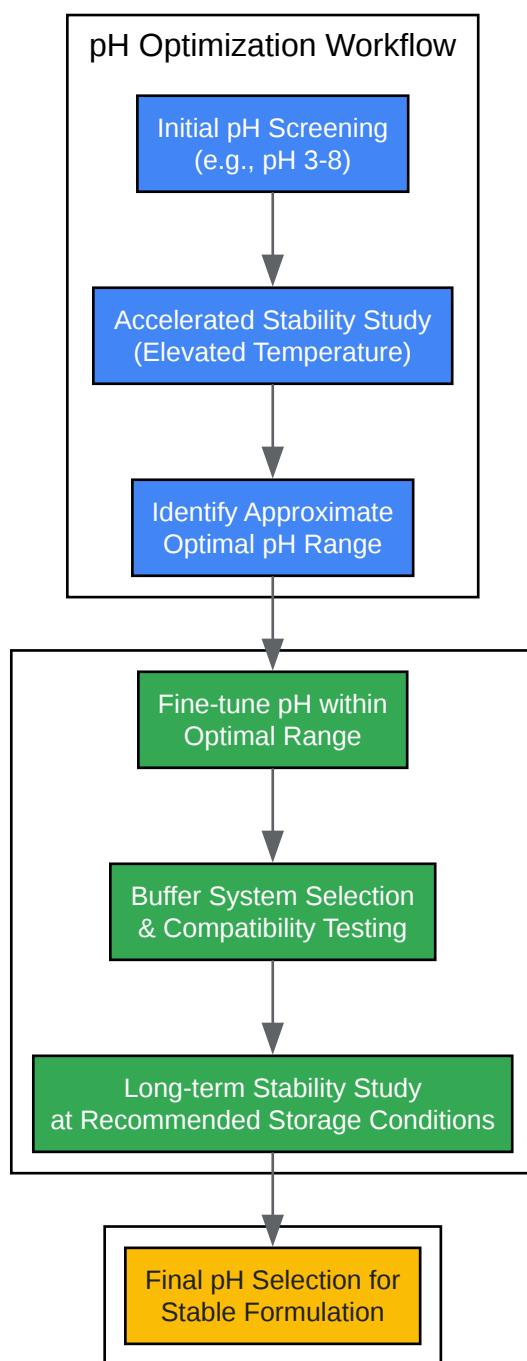 pH Optimization Workflow
Initial pH Screening
(e.g., pH 3-8)
Accelerated Stability Study
(Elevated Temperature)
Identify Approximate
Optimal pH Range
Fine-tune pH within
Optimal Range
Buffer System Selection
& Compatibility Testing
Long-term Stability Study
at Recommended Storage Conditions
Final pH Selection for
Stable Formulation